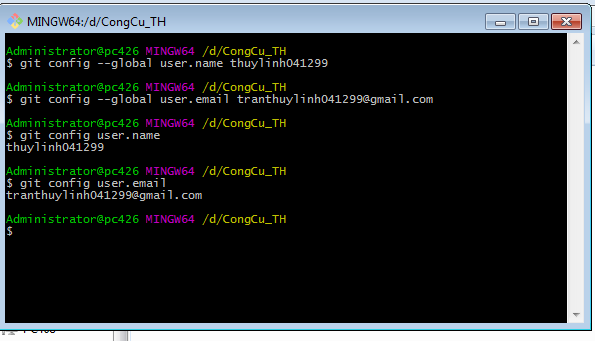 MINGW64:/d/CongCu_TH
Administrator@pc426 MINGW64 /d/CongCu_TH
$ git config --global user.name thuylinh041299
Administrator@pc426 MINGW64 /d/CongCu_TH
$ git config --global user.email tranthuylinh041299@gmail.com
Administrator@pc426 MINGW64 /d/CongCu_TH
$ git config user.name
thuylinh041299
Administrator@pc426 MINGW64 /d/CongCu_TH
$ git config user.email
tranthuylinh041299@gmail.com
Administrator@pc426 MINGW64 /d/CongCu_TH
$